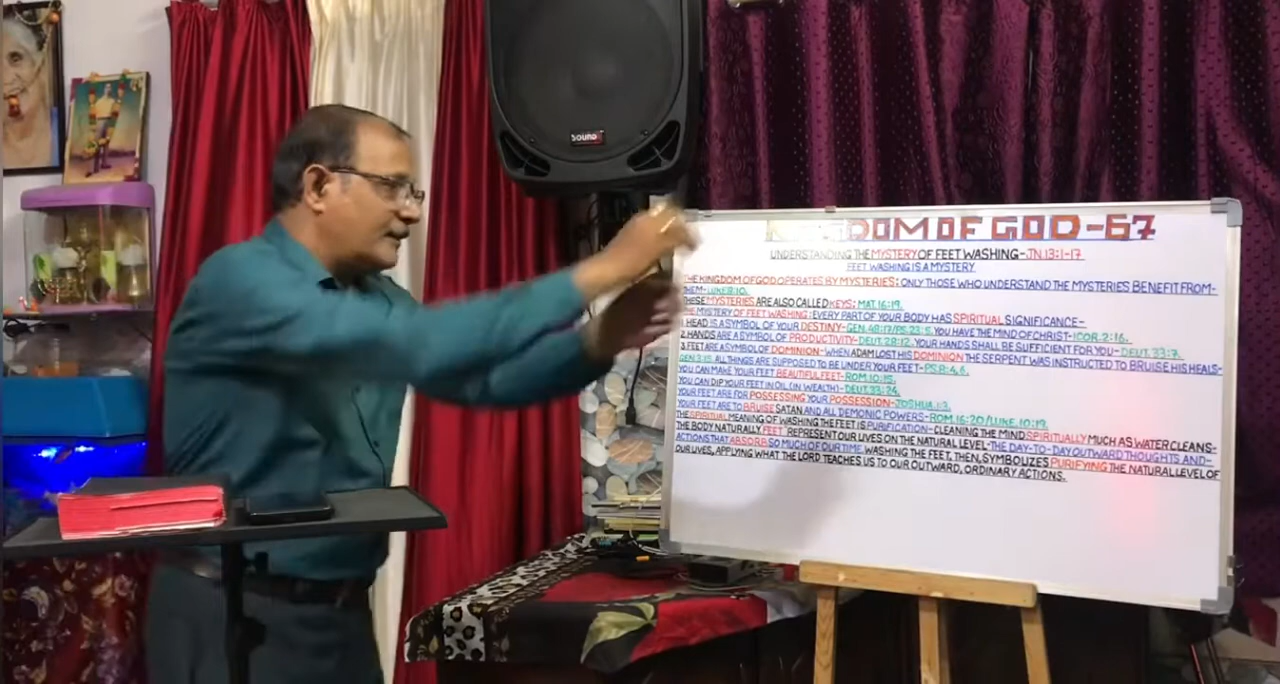 SOUND
KINGDOM OF GOD-67
UNDERSTANDING THE MYSTERY OF FEET WASHING-JN.13:1-17
FEET WASHING IS A MYSTERY
THE KINGDOM OF GOD OPERATES BY MYSTERIES: ONLY THOSE WHO UNDERSTAND THE MYSTERIES BENEFIT FROM-
THEM-LUKE8:10.
THESE MYSTERIES ARE ALSO CALLED KEYS: MAT.16:19.
THE MYSTERY OF FEET WASHING: EVERY PART OF YOUR BODY HAS SPIRITUAL SIGNIFICANCE-
1. HEAD IS A SYMBOL OF YOUR DESTINY-GEN.48:17/PS.23:5. YOU HAVE THE MIND OF CHRIST-1COR.2:16.
2. HANDS ARE A SYMBOL OF PRODUCTIVITY-DEUT.28:12. YOUR HANDS SHALL BE SUFFICIENT FOR YOU-DEUT.33:7.
3. FEET ARE A SYMBOL OF DOMINION-WHEN ADAM LOST HIS DOMINION THE SERPENT WAS INSTRUCTED TO BRUISE HIS HEALS-
GEN.3:15. ALL THINGS ARE SUPPOSED TO BE UNDER YOUR FEET-PS.8:4,6.
YOU CAN MAKE YOUR FEET BEAUTIFUL FEET-ROM.10:15.
YOU CAN DIP YOUR FEET IN OIL (IN WEALTH)-DEUT.33:24.
YOUR FEET ARE FOR POSSESSING YOUR POSSESSION-JOSHUA.1:3.
YOUR FEET ARE TO BRUISE SATAN AND ALL DEMONIC POWERS-ROM.16:20/LUKE.10:19.
THE SPIRITUAL MEANING OF WASHING THE FEET IS PURIFICATION-CLEANING THE MIND SPIRITUALLY MUCH AS WATER CLEANS-
THE BODY NATURALLY. FEET REPRESENT OUR LIVES ON THE NATURAL LEVEL-THE DAY-TO-DAY OUTWARD THOUGHTS AND-
ACTIONS THAT ABSORB SO MUCH OF OUR TIME. WASHING THE FEET, THEN, SYMBOLIZES PURIFYING THE NATURAL LEVEL OF
OUR LIVES, APPLYING WHAT THE LORD TEACHES US TO OUR OUTWARD, ORDINARY ACTIONS.